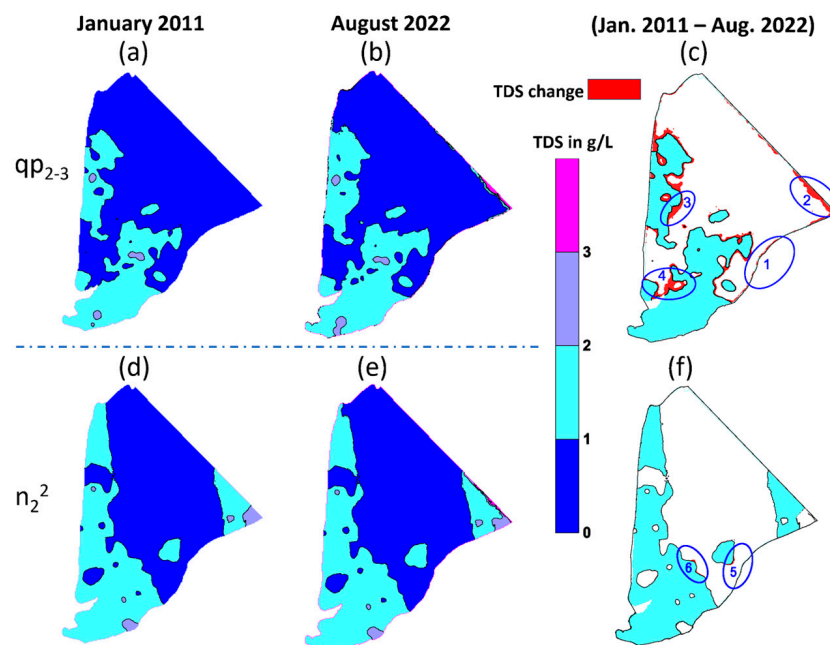 January 2011
August 2022
(Jan. 2011 – Aug. 2022)
(a)
(b)
(c)
TDS change
TDS in g/L
qp₂₋₃
3
2
1
0
3
2
1
4
(d)
(e)
(f)
n₂²
6
5